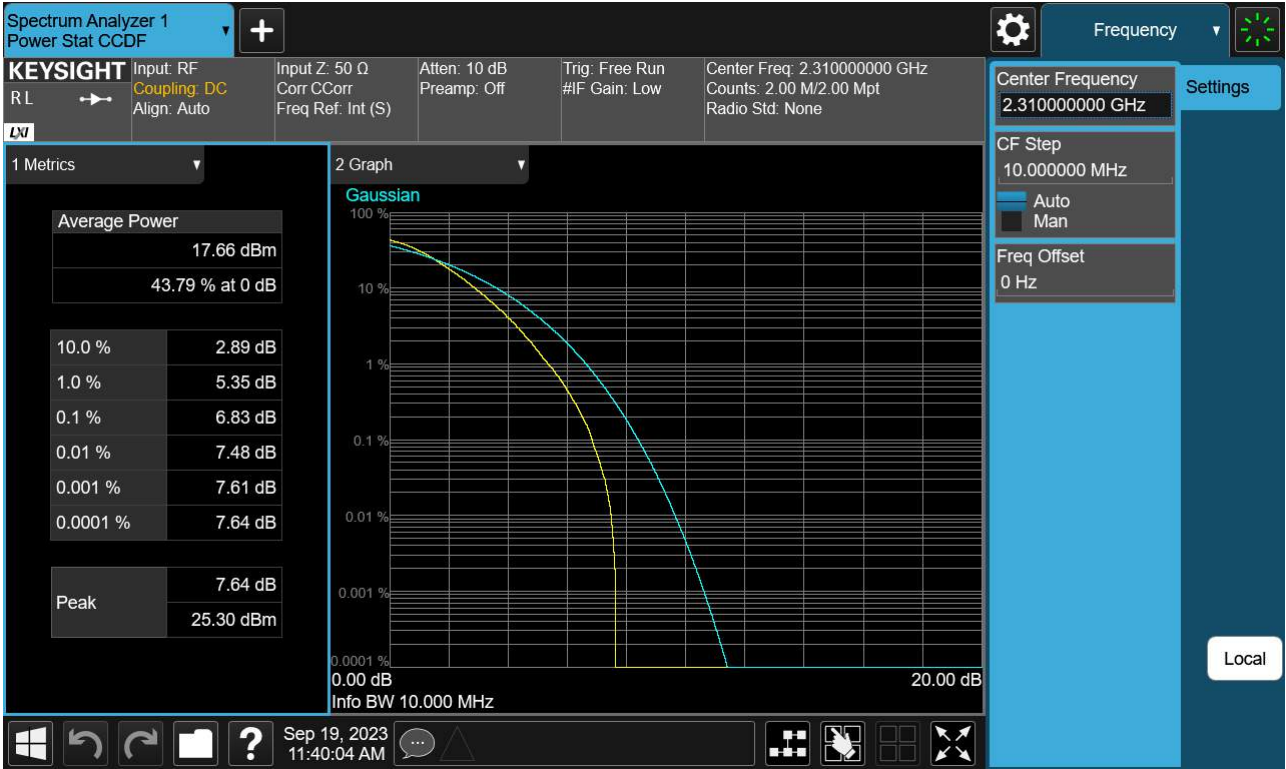 Spectrum Analyzer 1
Power Stat CCDF
+
Frequency
KEYSIGHT
R L
LXI
Input: RF
Coupling: DC
Align: Auto
Input Z: 50 Ω
Corr CCorr
Freq Ref: Int (S)
Atten: 10 dB
Preamp: Off
Trig: Free Run
#IF Gain: Low
Center Freq: 2.310000000 GHz
Counts: 2.00 M/2.00 Mpt
Radio Std: None
Center Frequency
2.310000000 GHz
Settings
CF Step
10.000000 MHz
Auto
Man
Freq Offset
0 Hz
1 Metrics
Average Power
17.66 dBm
43.79 % at 0 dB
10.0 % 2.89 dB
1.0 % 5.35 dB
0.1 % 6.83 dB
0.01 % 7.48 dB
0.001 % 7.61 dB
0.0001 % 7.64 dB
Peak
7.64 dB
25.30 dBm
2 Graph
Gaussian
100 %
10 %
1 %
0.1 %
0.01 %
0.001 %
0.0001 %
0.00 dB 20.00 dB
Info BW 10.000 MHz
Local
?
Sep 19, 2023
11:40:04 AM